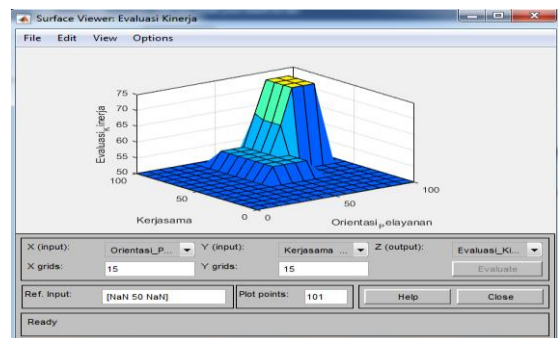 Surface Viewer: Evaluasi Kinerja
File Edit View Options
75
70
65
60
55
50
100
50
0
0
50
100
Evaluasi_Kinerja
Kerjasama
Orientasi_Pelayanan
X (input): Orientasi_P... Y (input): Kerjasama ... Z (output): Evaluasi_Ki...
X grids: 15 Y grids: 15 Evaluate
Ref. Input: [NaN 50 NaN] Plot points: 101 Help Close
Ready